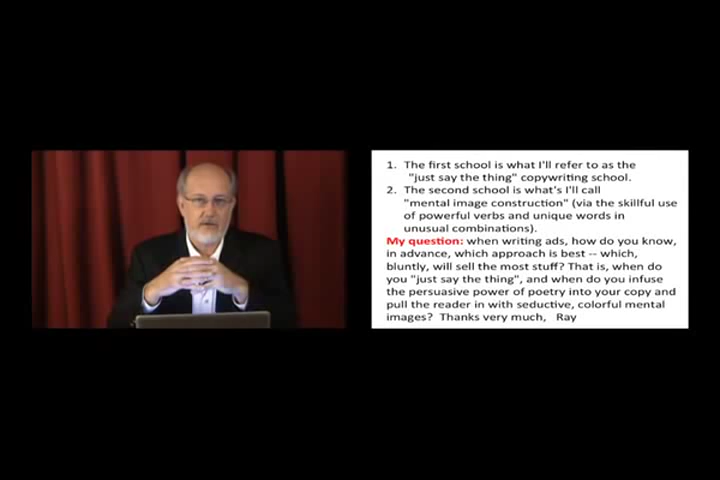 1. The first school is what I'll refer to as the
"just say the thing" copywriting school.
2. The second school is what's I'll call
"mental image construction" (via the skillful use
of powerful verbs and unique words in
unusual combinations).
My question: when writing ads, how do you know,
in advance, which approach is best -- which,
bluntly, will sell the most stuff? That is, when do
you "just say the thing", and when do you infuse
the persuasive power of poetry into your copy and
pull the reader in with seductive, colorful mental
images? Thanks very much, Ray